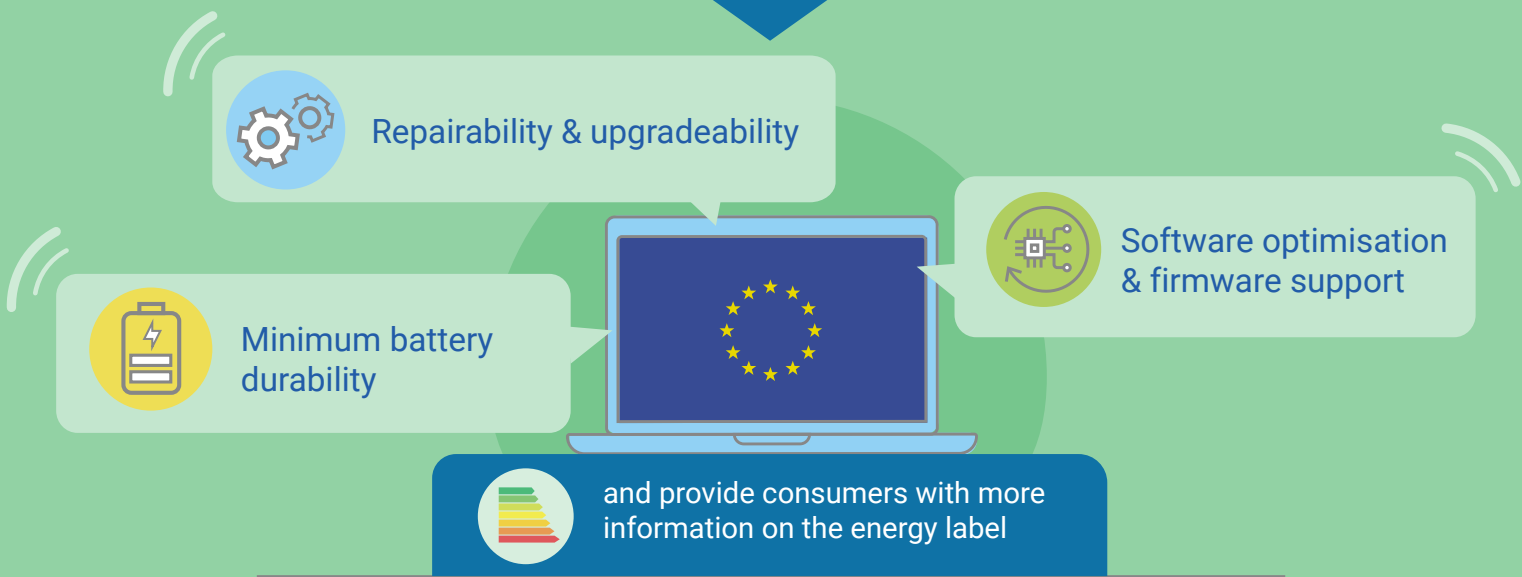 Repairability & upgradeability
Software optimisation
& firmware support
Minimum battery
durability
and provide consumers with more
information on the energy label